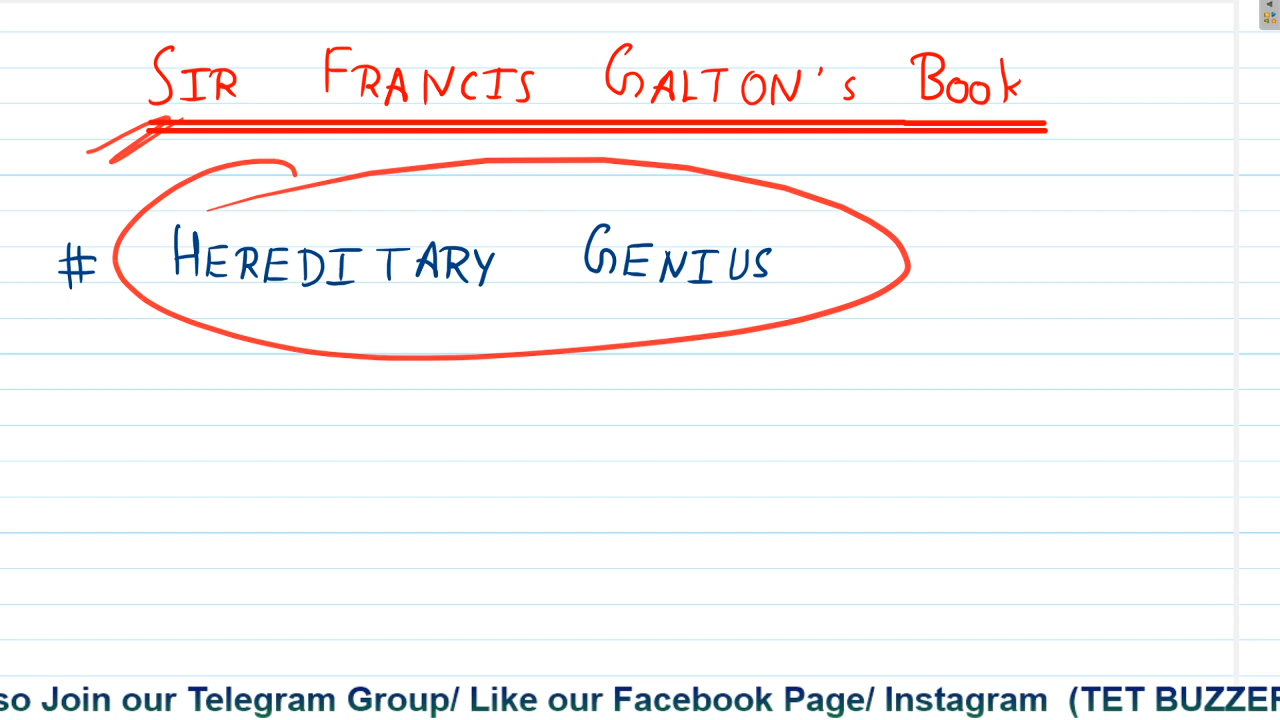 SIR FRANCIS GALTON's BOOK
# HEREDITARY GENIUS
so Join our Telegram Group/ Like our Facebook Page/ Instagram (TET BUZZER